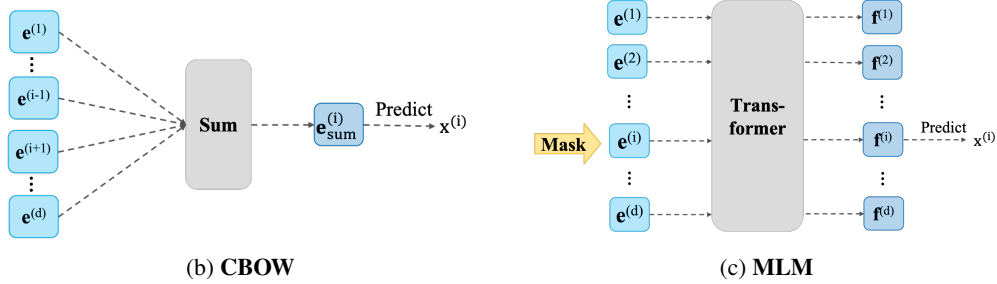 e(1)
e(i-1)
e(i+1)
e(d)
Sum
e(i)sum
Predict
x(i)
(b) CBOW
e(1)
e(2)
Mask
e(i)
e(d)
Trans-
former
f(1)
f(2)
f(i)
f(d)
Predict
x(i)
(c) MLM